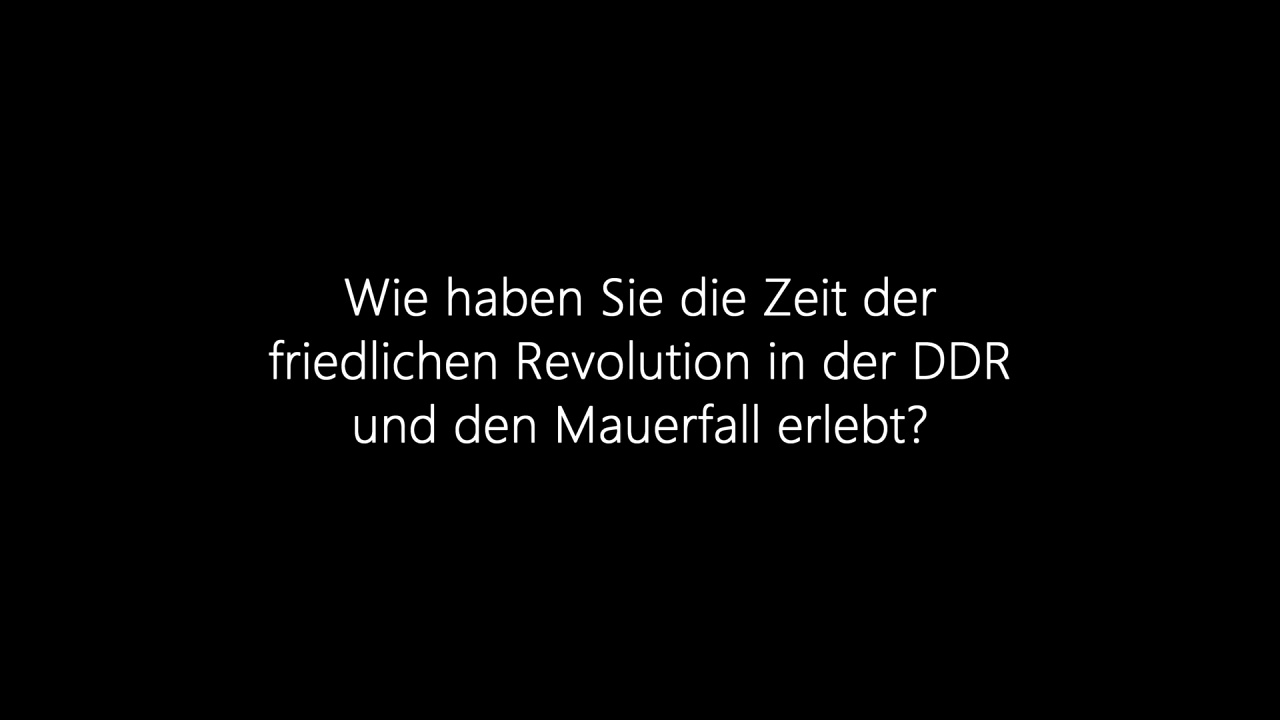 Wie haben Sie die Zeit der
friedlichen Revolution in der DDR
und den Mauerfall erlebt?